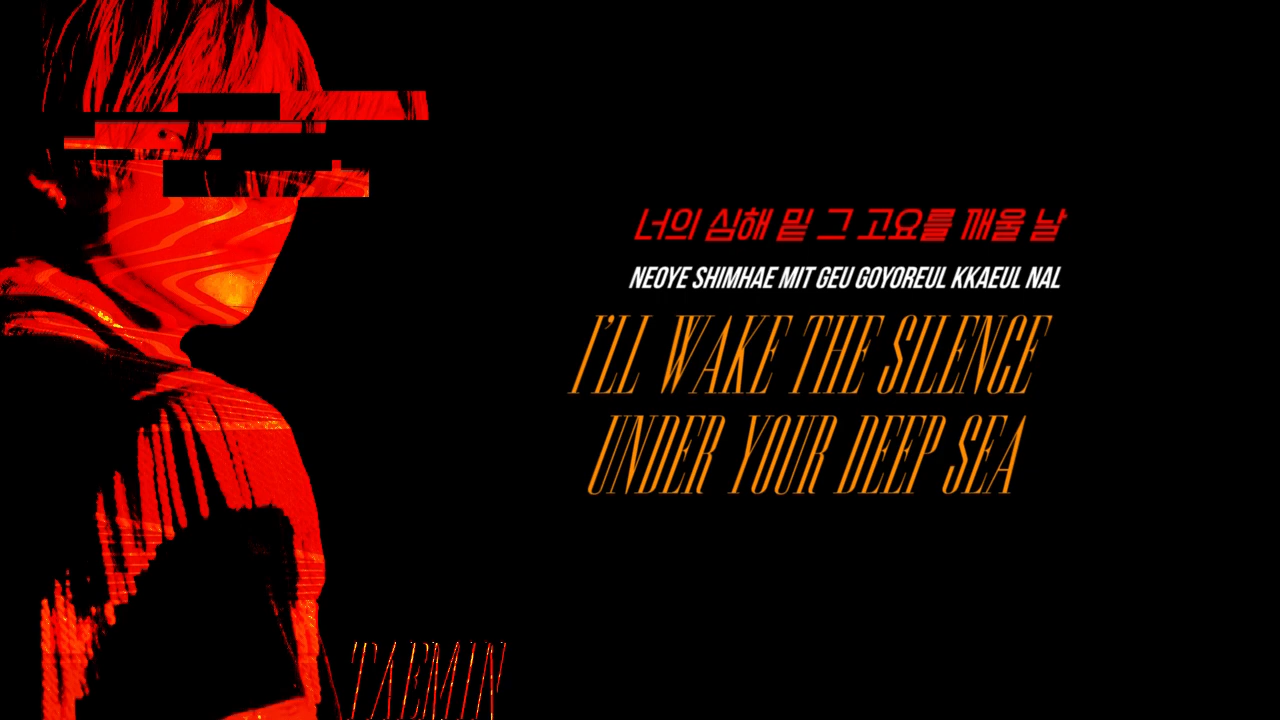 너의 심해 밑 그 고요를 깨울 날
NEOYE SHIMHAE MIT GEU GOYOREUL KKAEUL NAL
I'LL WAKE THE SILENCE
UNDER YOUR DEEP SEA
TAEMIN